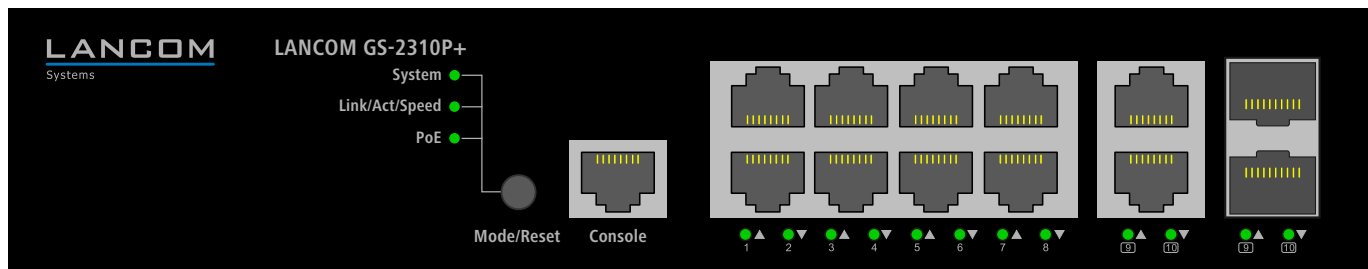 LANCOM
Systems
LANCOM GS-2310P+
System
Link/Act/Speed
PoE
Mode/Reset
Console
1 2 3 4 5 6 7 8
9 10
9 10